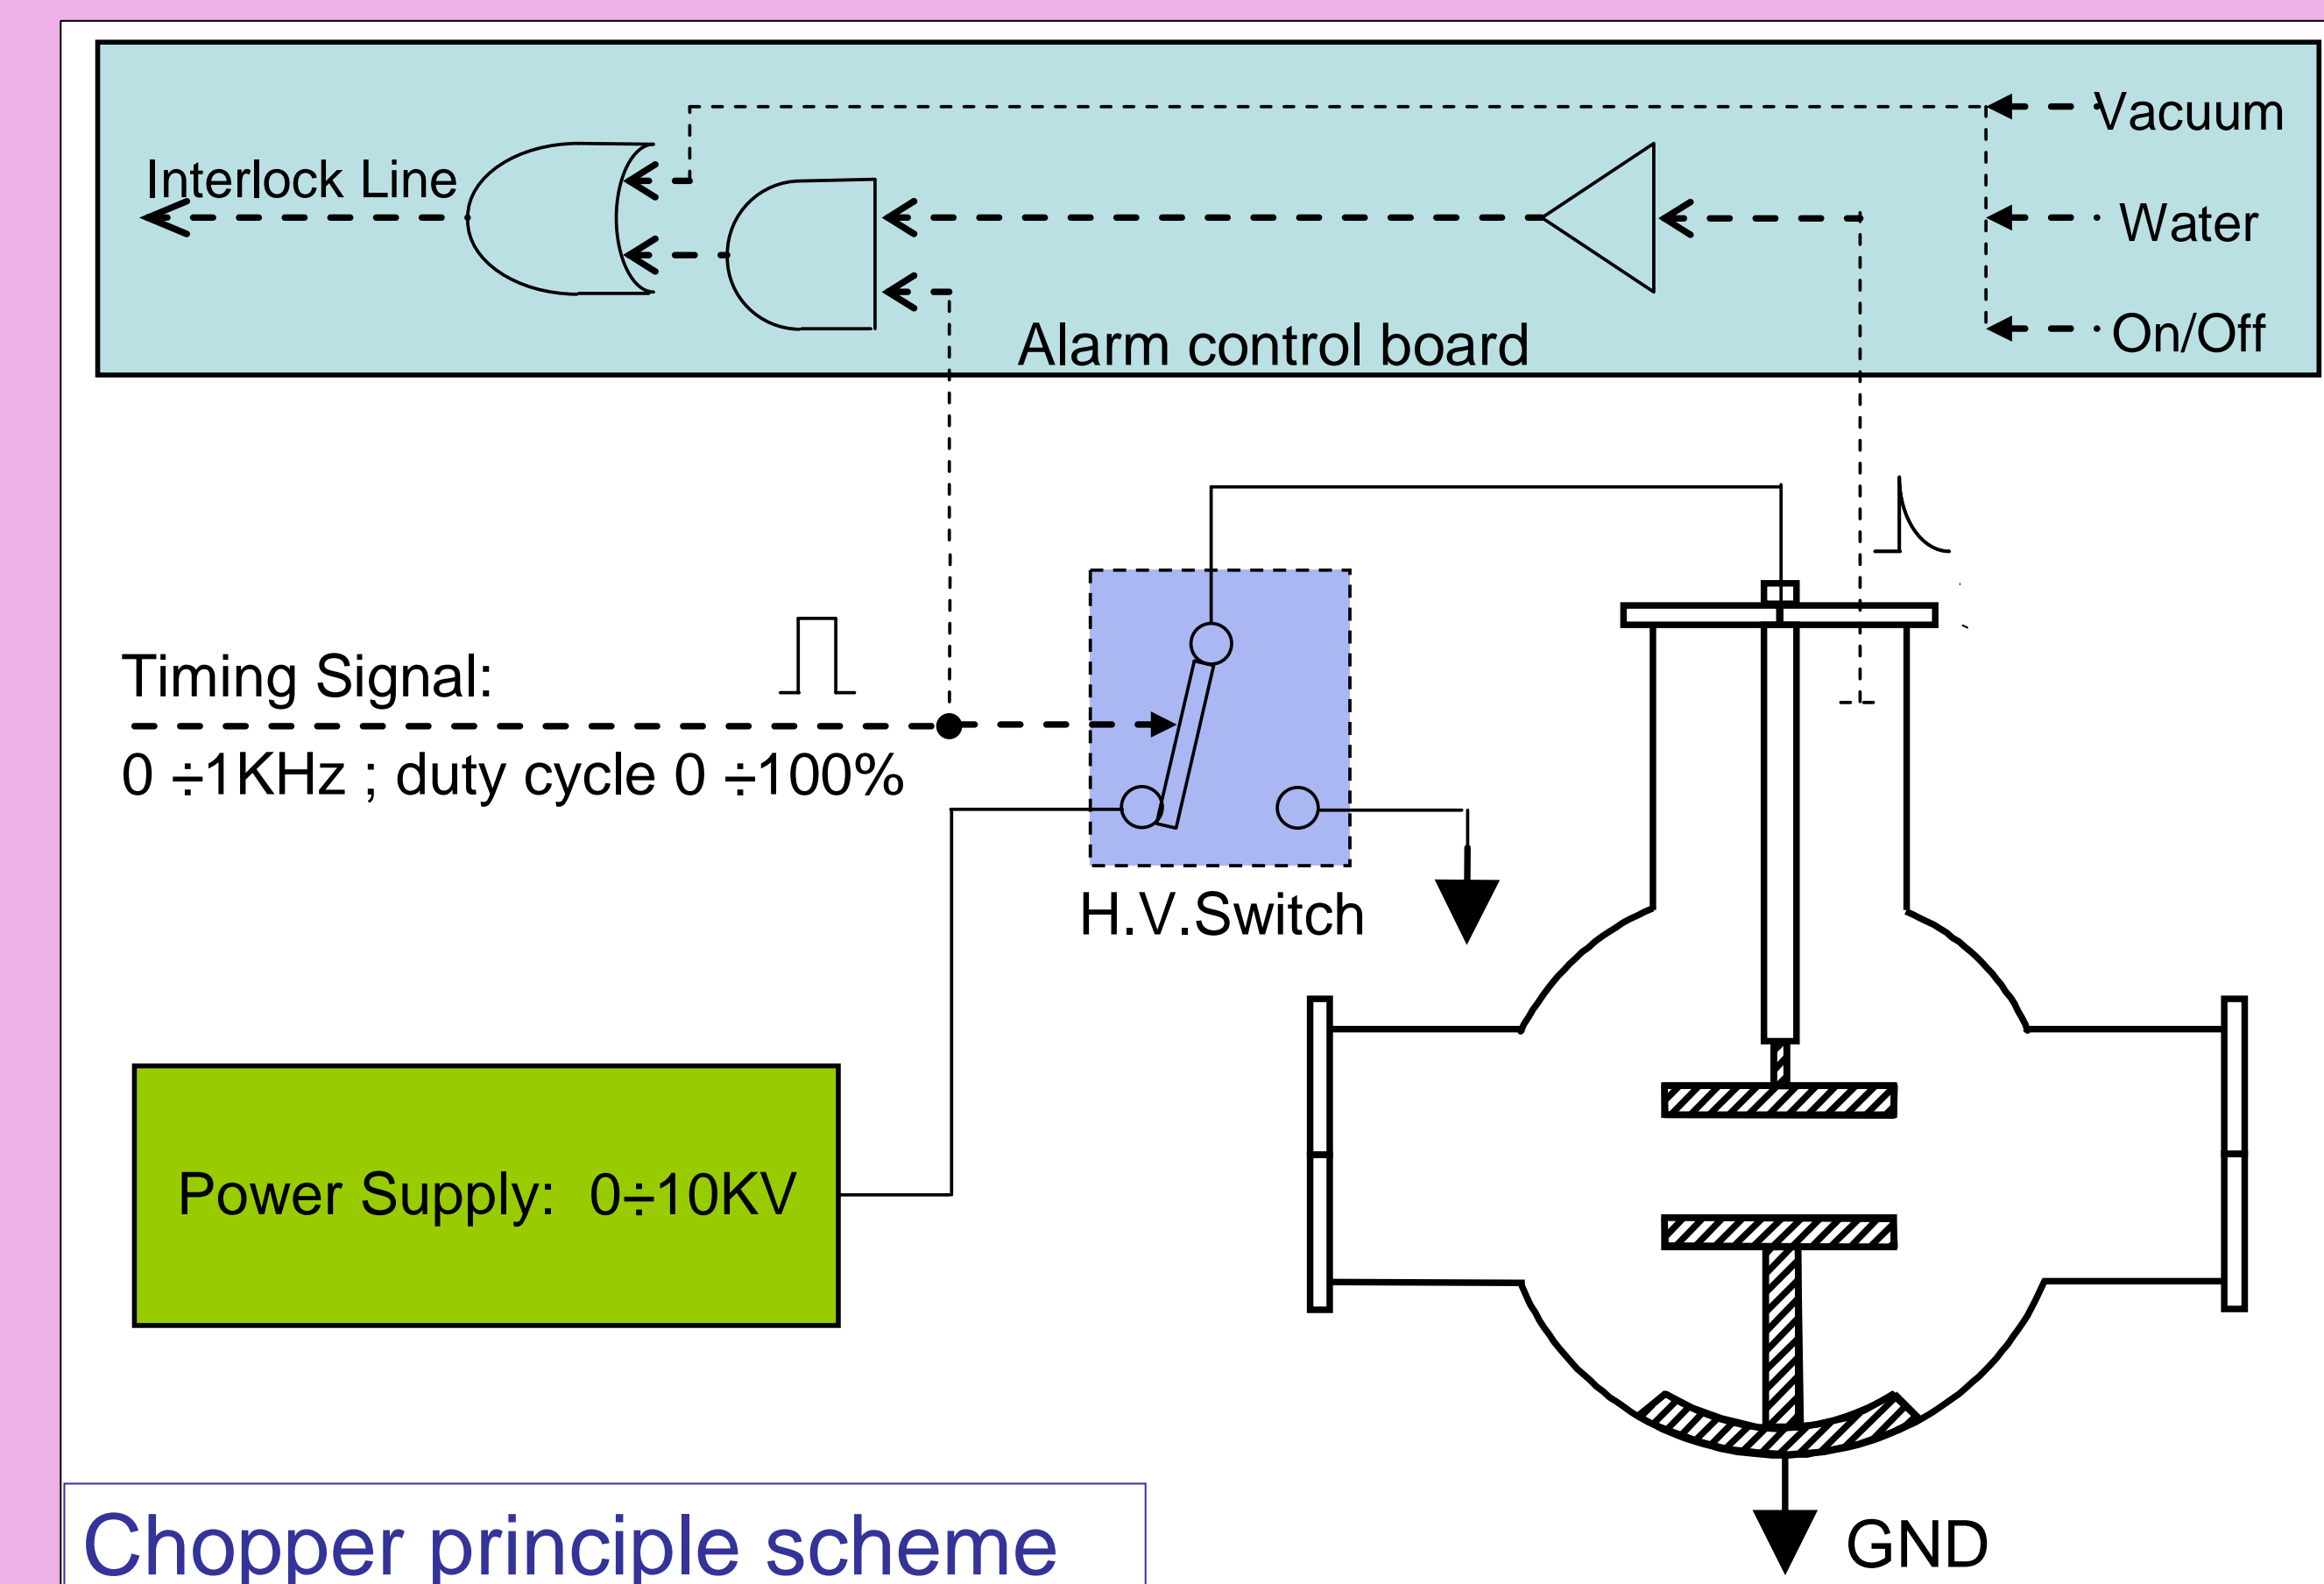 Vacuum
Interlock Line
Water
On/Off
Alarm control board
Timing Signal:
0 ÷1KHz ; duty cycle 0 ÷100%
H.V.Switch
Power Supply: 0÷10KV
Chopper principle scheme
GND